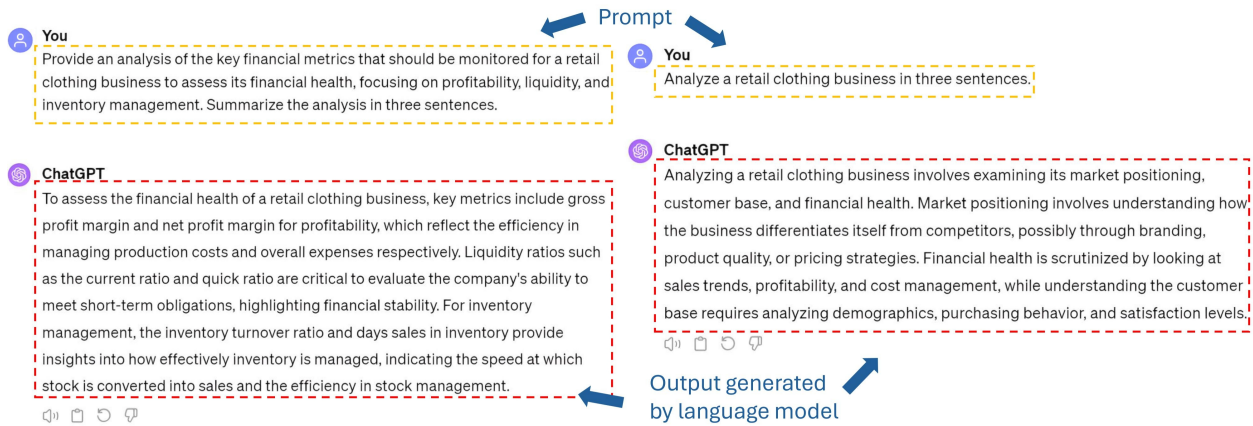 Prompt
You
Provide an analysis of the key financial metrics that should be monitored for a retail
clothing business to assess its financial health, focusing on profitability, liquidity, and
inventory management. Summarize the analysis in three sentences.
ChatGPT
To assess the financial health of a retail clothing business, key metrics include gross
profit margin and net profit margin for profitability, which reflect the efficiency in
managing production costs and overall expenses respectively. Liquidity ratios such
as the current ratio and quick ratio are critical to evaluate the company's ability to
meet short-term obligations, highlighting financial stability. For inventory
management, the inventory turnover ratio and days sales in inventory provide
insights into how effectively inventory is managed, indicating the speed at which
stock is converted into sales and the efficiency in stock management.
You
Analyze a retail clothing business in three sentences.
ChatGPT
Analyzing a retail clothing business involves examining its market positioning,
customer base, and financial health. Market positioning involves understanding how
the business differentiates itself from competitors, possibly through branding,
product quality, or pricing strategies. Financial health is scrutinized by looking at
sales trends, profitability, and cost management, while understanding the customer
base requires analyzing demographics, purchasing behavior, and satisfaction levels.
Output generated
by language model